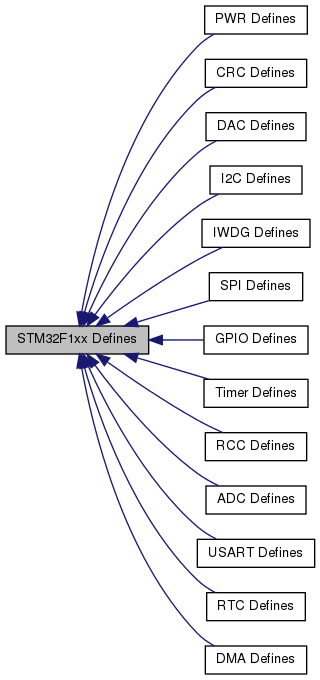 PWR Defines
CRC Defines
DAC Defines
I2C Defines
IWDG Defines
SPI Defines
STM32F1xx Defines
GPIO Defines
Timer Defines
RCC Defines
ADC Defines
USART Defines
RTC Defines
DMA Defines